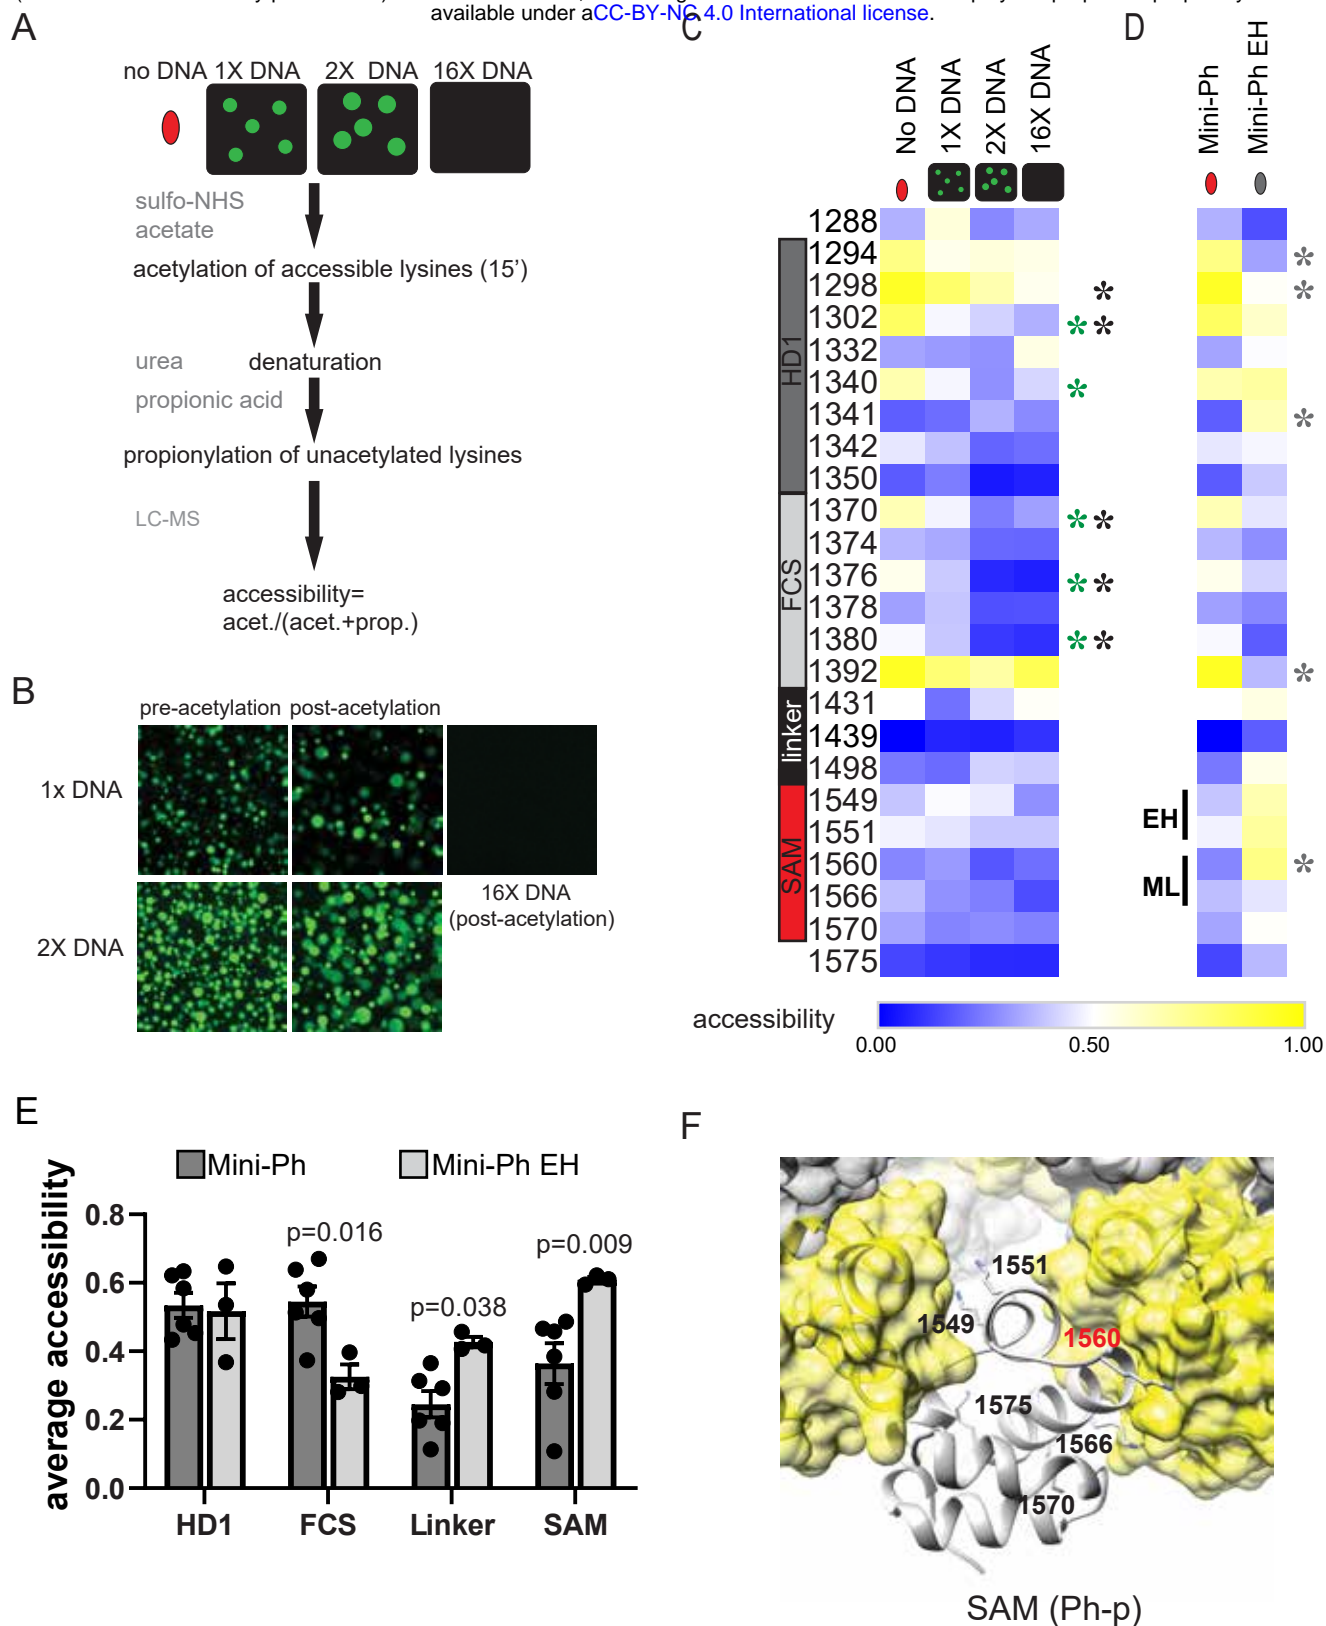 available under aCC-BY-NC 4.0 International license.
A
no DNA 1X DNA 2X DNA 16X DNA
sulfo-NHS
acetate
acetylation of accessible lysines (15')
urea
denaturation
propionic acid
propionylation of unacetylated lysines
LC-MS
accessibility=
acet./(acet.+prop.)
B
pre-acetylation post-acetylation
1x DNA
2X DNA
16X DNA
(post-acetylation)
C
No DNA
1X DNA
2X DNA
16X DNA
HD1
FCS
linker
SAM
1288
1294
1298
*
1302
* *
1332
1340
*
1341
1342
1350
1370
* *
1374
1376
* *
1378
1380
* *
1392
1431
1439
1498
1549
1551
1560
1566
1570
1575
accessibility
0.00 0.50 1.00
D
Mini-Ph
Mini-Ph EH
*
*
*
*
EH
ML
*
E
Mini-Ph
Mini-Ph EH
average accessibility
0.8
0.6
0.4
0.2
0.0
p=0.016
p=0.038
p=0.009
HD1
FCS
Linker
SAM
F
1551
1549
1560
1575
1566
1570
SAM (Ph-p)